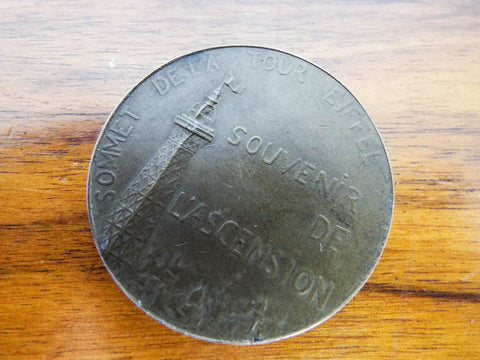 SOMMET DE LA TOUR EIFFEL
SOUVENIR
DE
L'ASCENSION